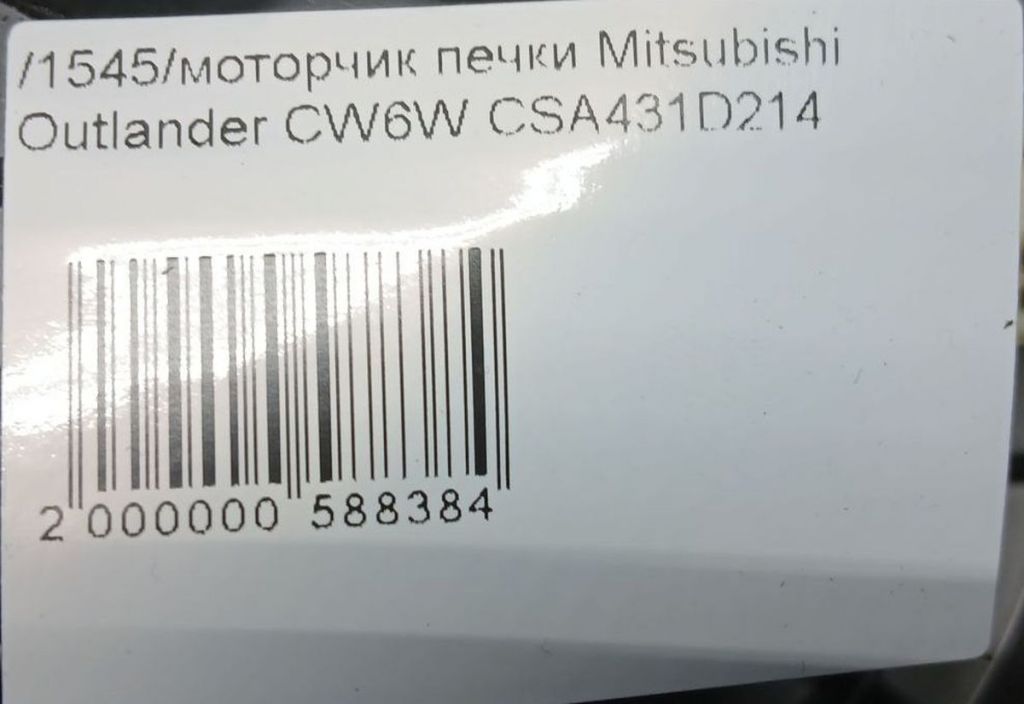 /1545/моторчик печки Mitsubishi
Outlander CW6W CSA431D214
2 000000 588384